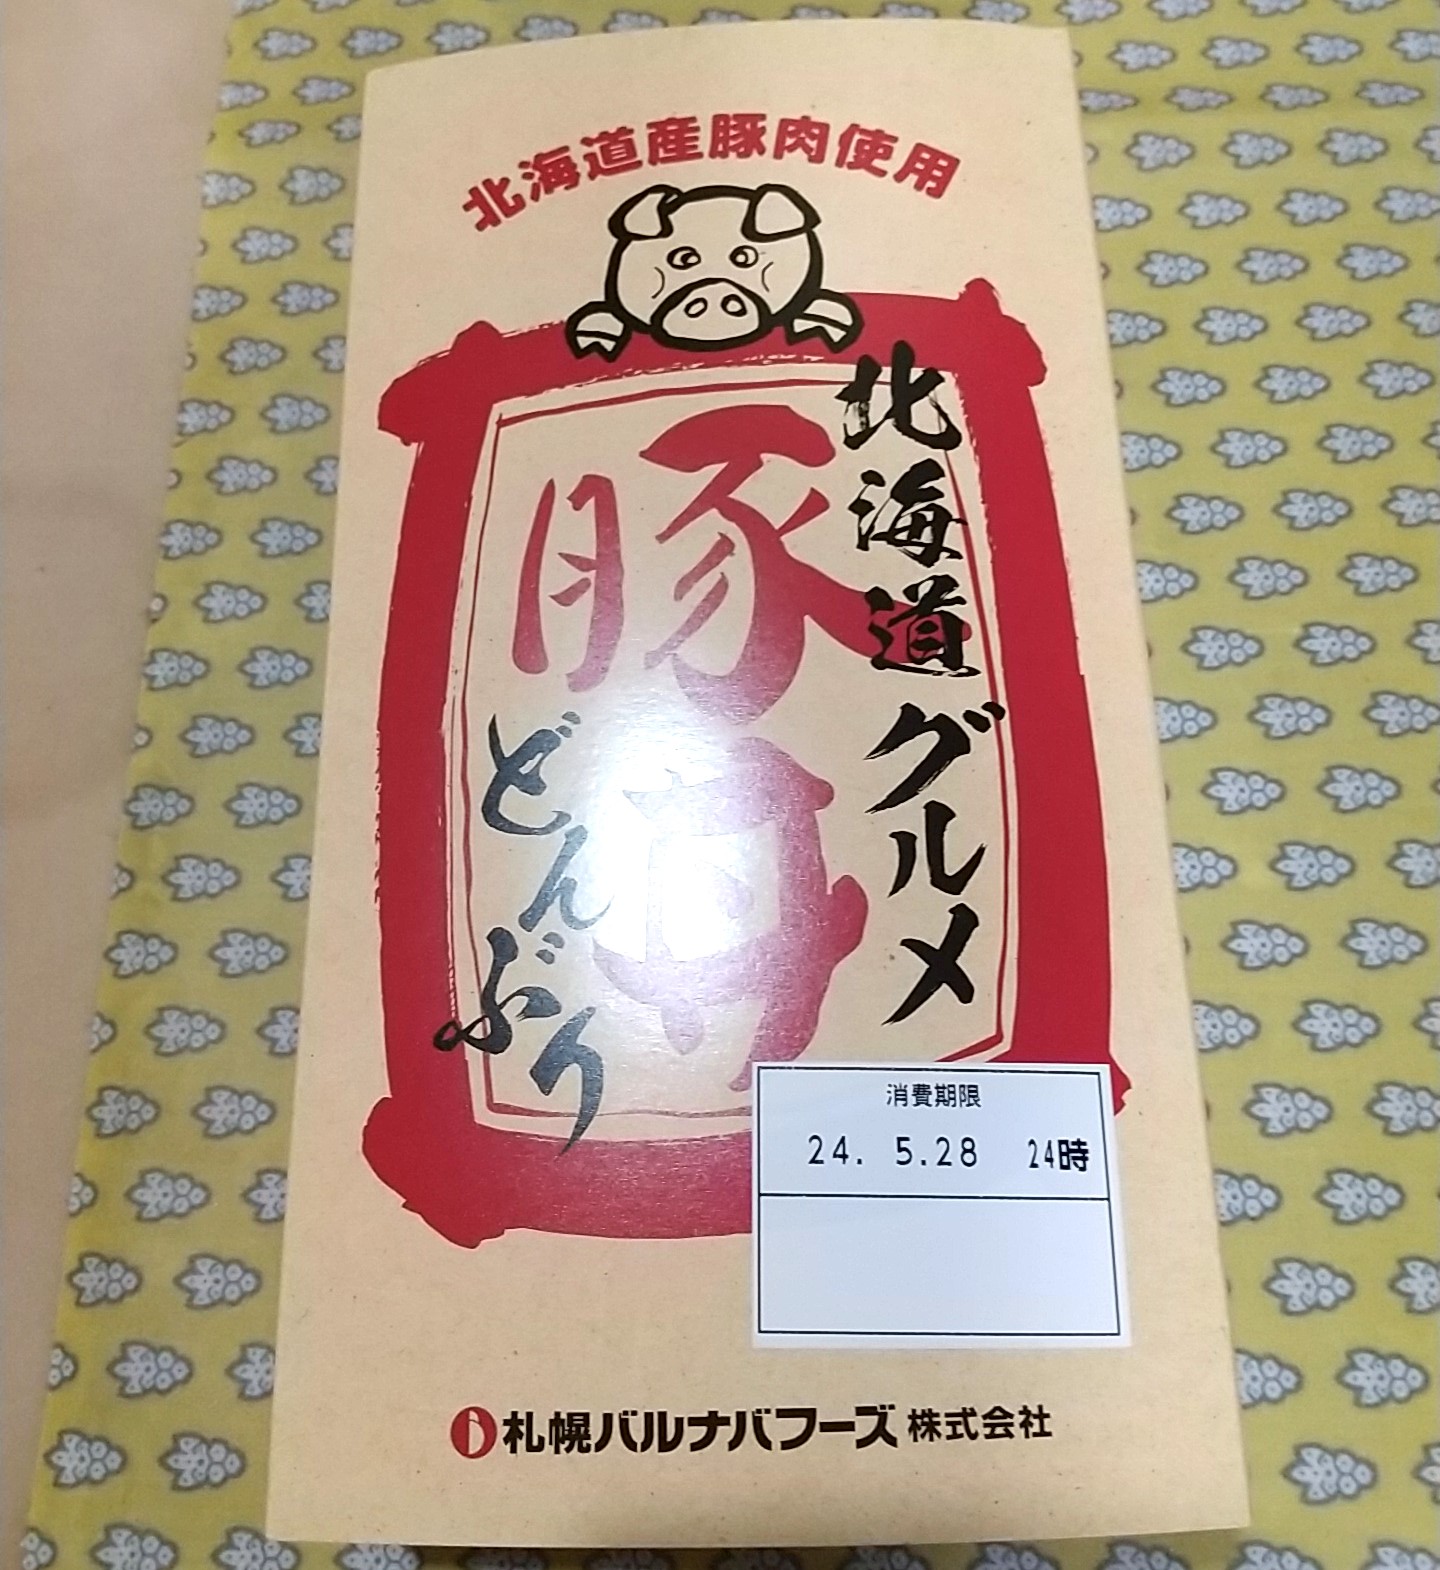 北海道産豚肉使用
北海道グルメ
豚
どんぶり
消費期限
24. 5.28 24時
札幌バルナバフーズ株式会社